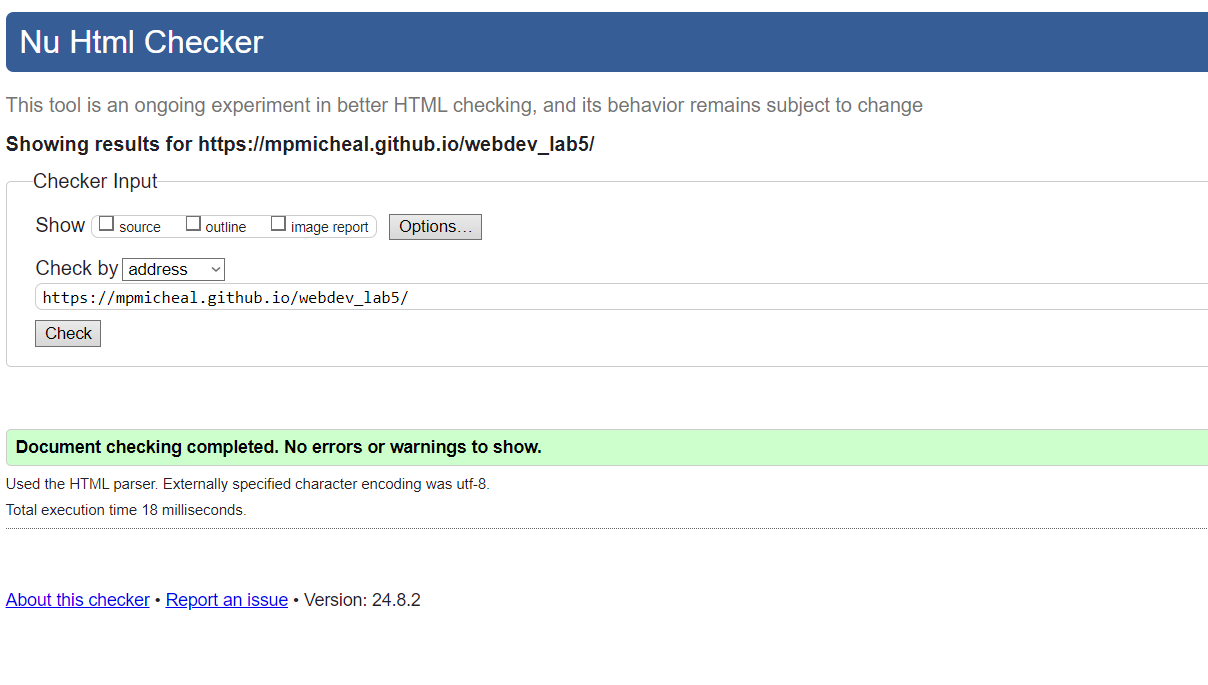 Nu Html Checker
This tool is an ongoing experiment in better HTML checking, and its behavior remains subject to change
Showing results for https://mpmicheal.github.io/webdev_lab5/
Checker Input
Show source outline image report Options...
Check by address
https://mpmicheal.github.io/webdev_lab5/
Check
Document checking completed. No errors or warnings to show.
Used the HTML parser. Externally specified character encoding was utf-8.
Total execution time 18 milliseconds.
About this checker • Report an issue • Version: 24.8.2